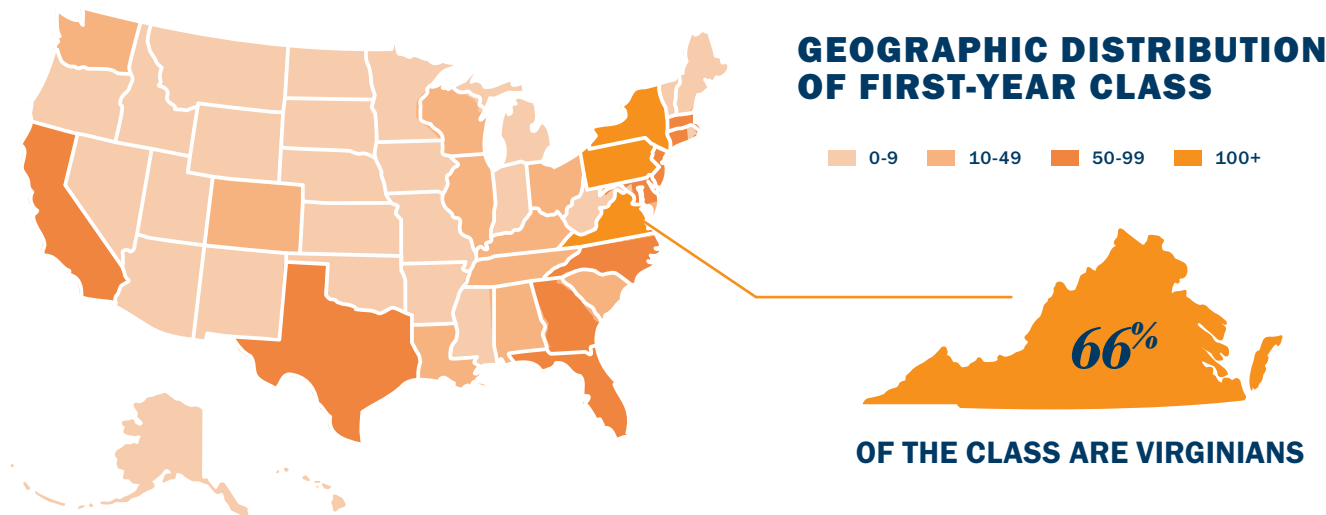 GEOGRAPHIC DISTRIBUTION
OF FIRST-YEAR CLASS
0-9 10-49 50-99 100+
66%
OF THE CLASS ARE VIRGINIANS